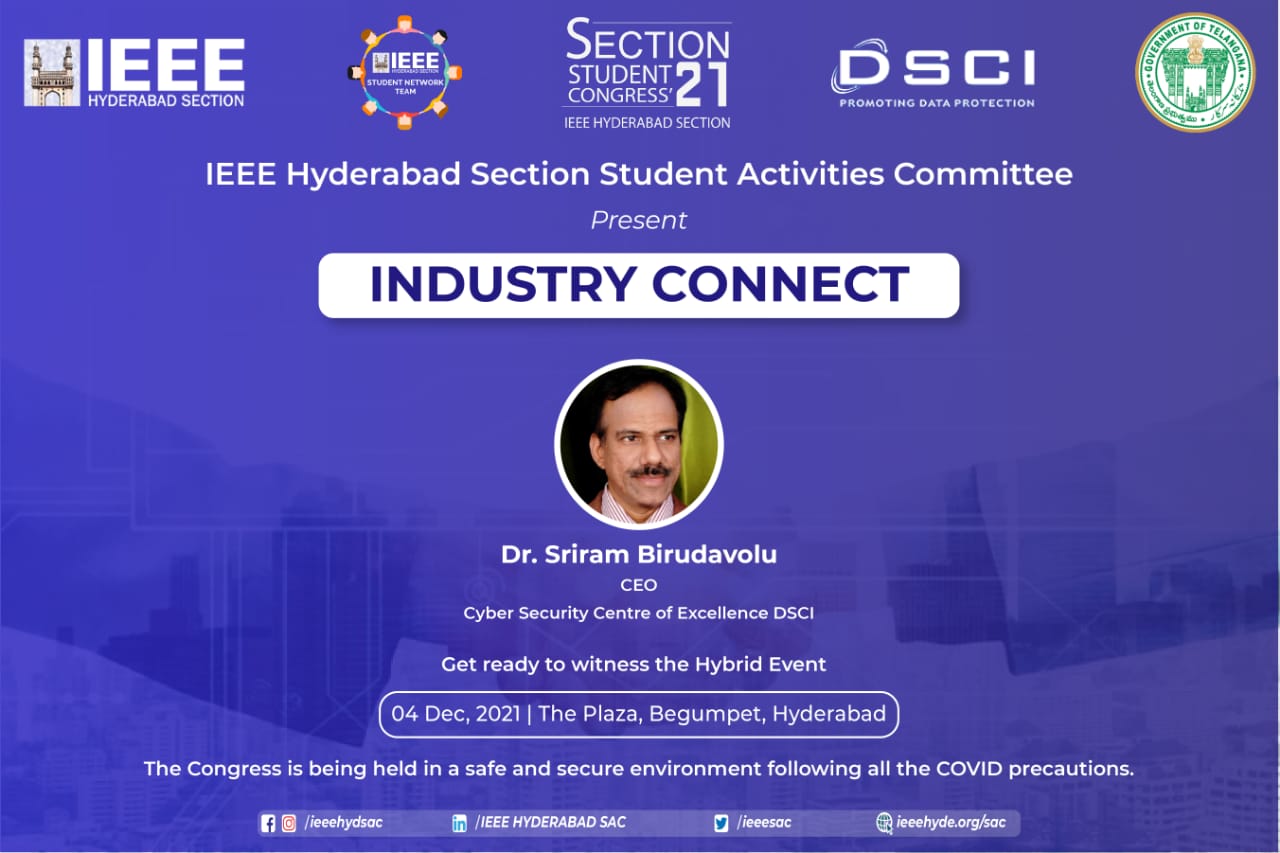 IEEE
HYDERABAD SECTION
IEEE
HYDERABAD SECTION
STUDENT NETWORK
TEAM
SECTION
STUDENT
CONGRESS' 21
IEEE HYDERABAD SECTION
DSCI
PROMOTING DATA PROTECTION
GOVERNMENT OF TELANGANA
తెలంగాణ ప్రభుత్వము
IEEE Hyderabad Section Student Activities Committee
Present
INDUSTRY CONNECT
Dr. Sriram Birudavolu
CEO
Cyber Security Centre of Excellence DSCI
Get ready to witness the Hybrid Event
04 Dec, 2021 | The Plaza, Begumpet, Hyderabad
The Congress is being held in a safe and secure environment following all the COVID precautions.
/ieeehydsac /IEEE HYDERABAD SAC /ieeesac ieeehyde.org/sac